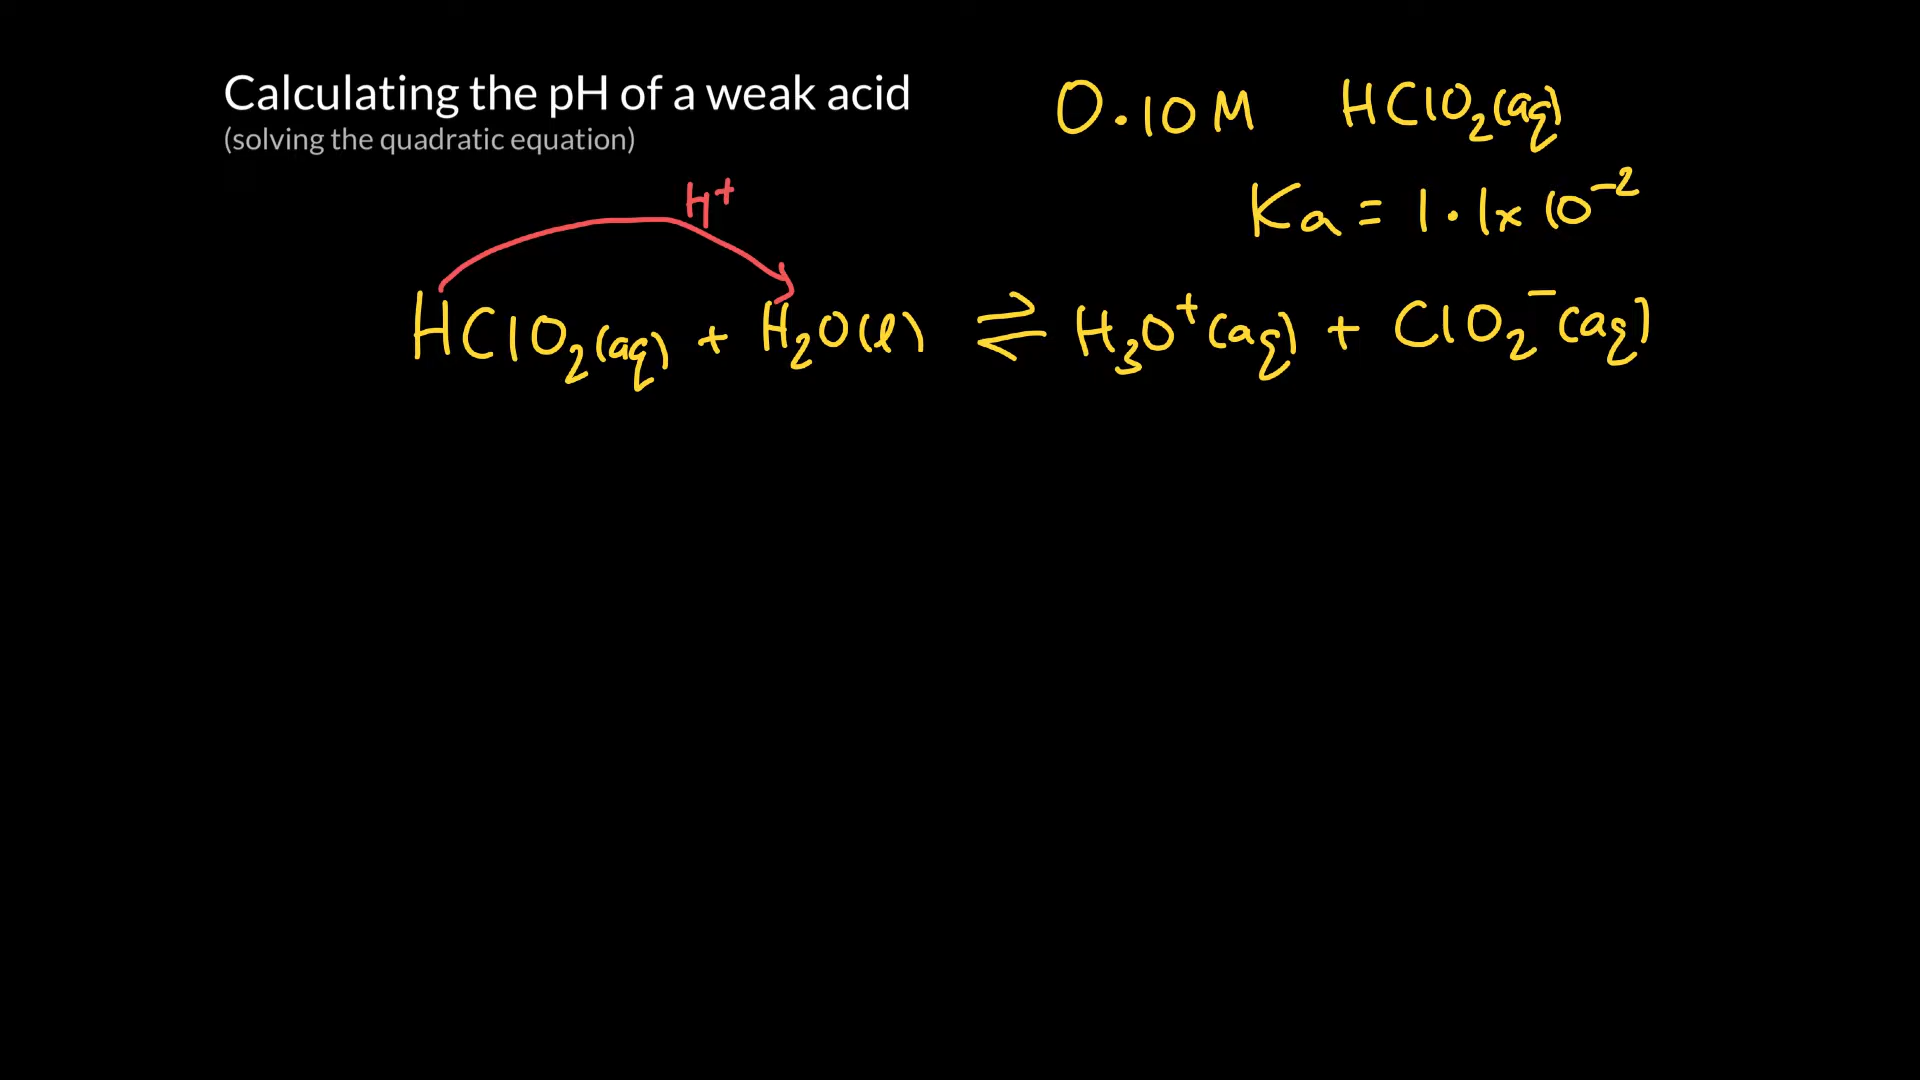 Calculating the pH of a weak acid
(solving the quadratic equation)
0.10 M HClO₂(aq)
Ka = 1.1x10⁻²
H⁺
HClO₂(aq) + H₂O(l) ⇌ H₃O⁺(aq) + ClO₂⁻(aq)